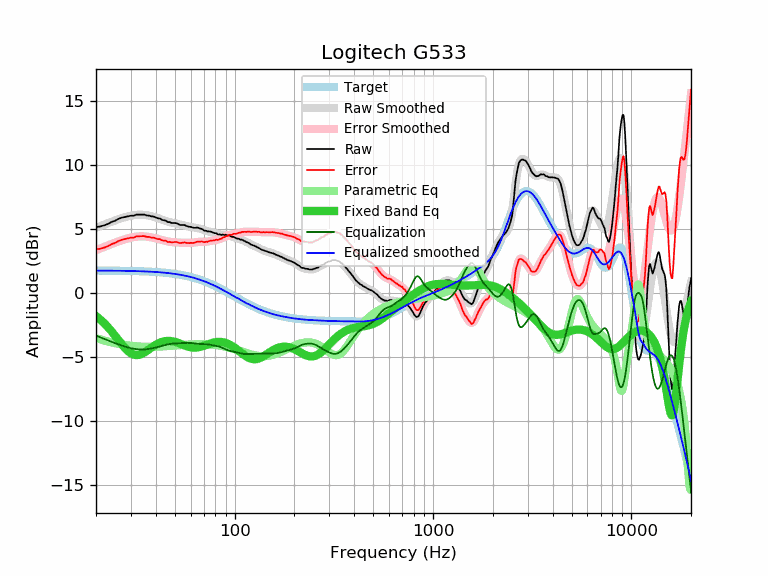 Logitech G533
Target
Raw Smoothed
Error Smoothed
Raw
Error
Parametric Eq
Fixed Band Eq
Equalization
Equalized smoothed
Amplitude (dBr)
15
10
5
0
−5
−10
−15
100
1000
10000
Frequency (Hz)